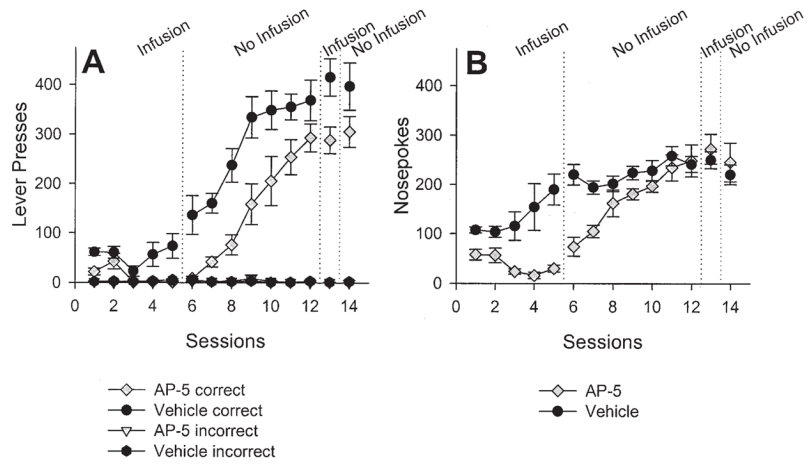 Infusion
No Infusion
Infusion
No Infusion
A
400
300
200
100
0
Lever Presses
0 2 4 6 8 10 12 14
Sessions
AP-5 correct
Vehicle correct
AP-5 incorrect
Vehicle incorrect
Infusion
No Infusion
Infusion
No Infusion
B
400
300
200
100
0
Nosepokes
0 2 4 6 8 10 12 14
Sessions
AP-5
Vehicle